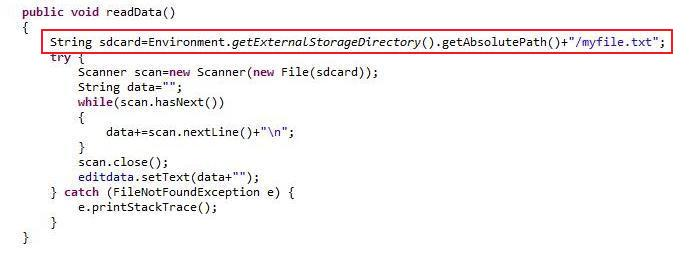 public void readData()
{
String sdcard=Environment.getExternalStorageDirectory().getAbsolutePath()+"/myfile.txt";
try {
Scanner scan=new Scanner(new File(sdcard));
String data="";
while(scan.hasNext())
{
data+=scan.nextLine()+"\n";
}
scan.close();
editdata.setText(data+"");
} catch (FileNotFoundException e) {
e.printStackTrace();
}
}